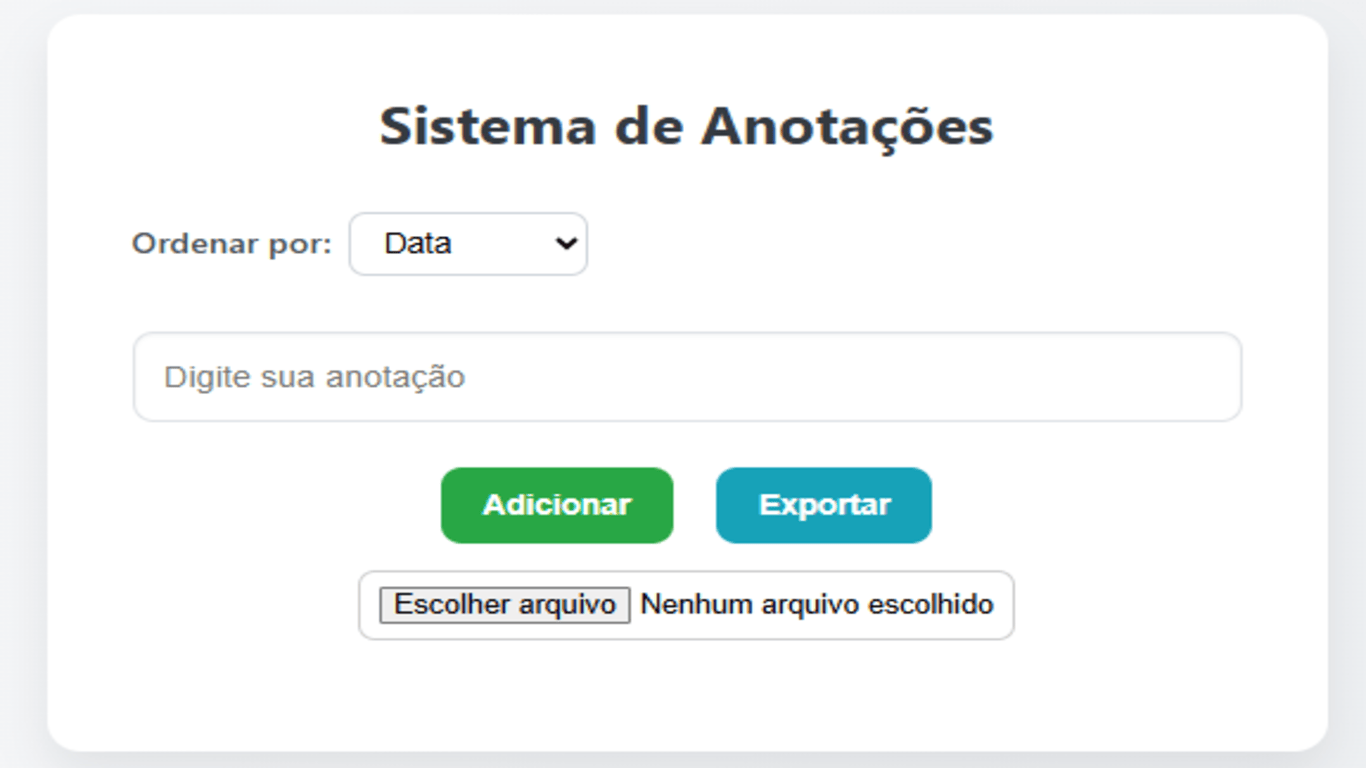 Sistema de Anotações
Ordenar por: Data
Digite sua anotação
Adicionar Exportar
Escolher arquivo Nenhum arquivo escolhido